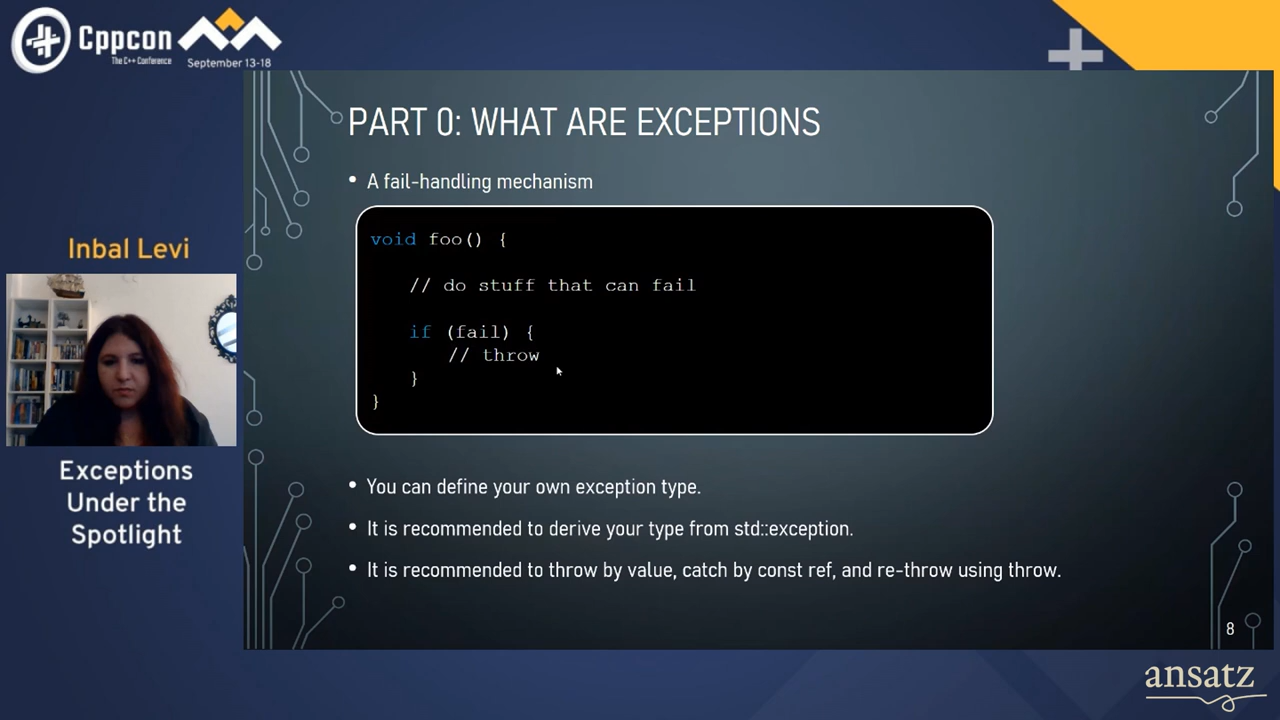 Cppcon
The C++ Conference
September 13-18
PART 0: WHAT ARE EXCEPTIONS
• A fail-handling mechanism
void foo() {
// do stuff that can fail
if (fail) {
// throw
}
}
• You can define your own exception type.
• It is recommended to derive your type from std::exception.
• It is recommended to throw by value, catch by const ref, and re-throw using throw.
8
Inbal Levi
Exceptions
Under the
Spotlight
ansatz